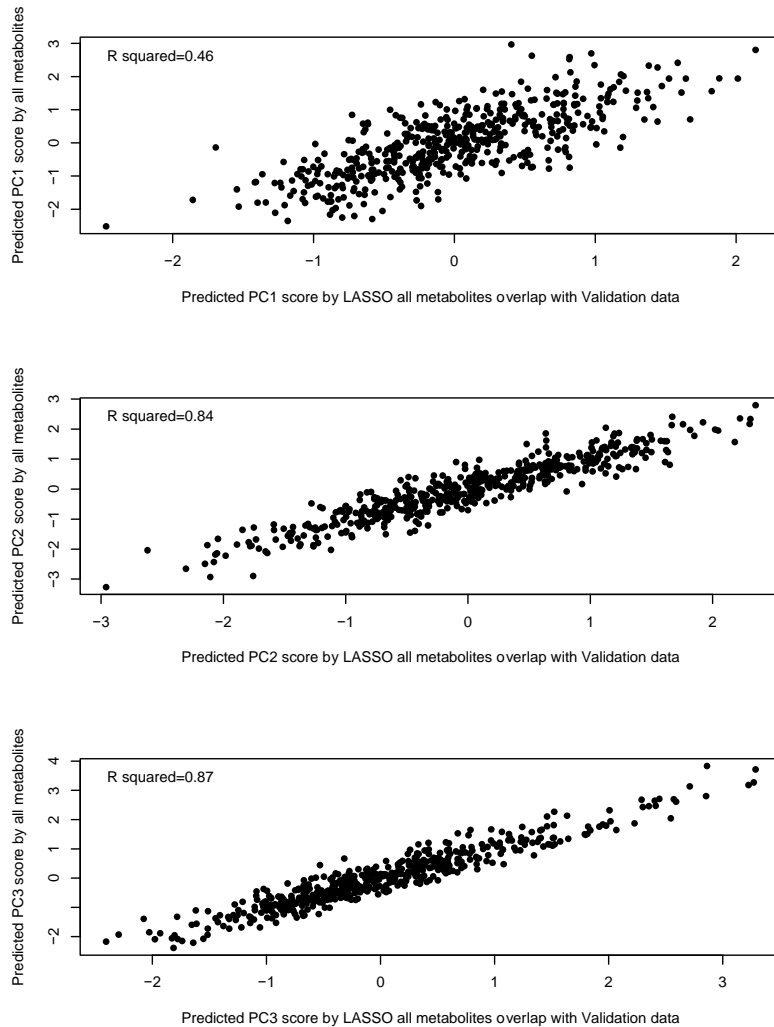 Predicted PC1 score by all metabolites
3
2
1
0
−1
−2
R squared=0.46
−2 −1 0 1 2
Predicted PC1 score by LASSO all metabolites overlap with Validation data
Predicted PC2 score by all metabolites
3
2
1
0
−1
−2
−3
R squared=0.84
−3 −2 −1 0 1 2
Predicted PC2 score by LASSO all metabolites overlap with Validation data
Predicted PC3 score by all metabolites
4
3
2
1
0
−2
R squared=0.87
−2 −1 0 1 2 3
Predicted PC3 score by LASSO all metabolites overlap with Validation data